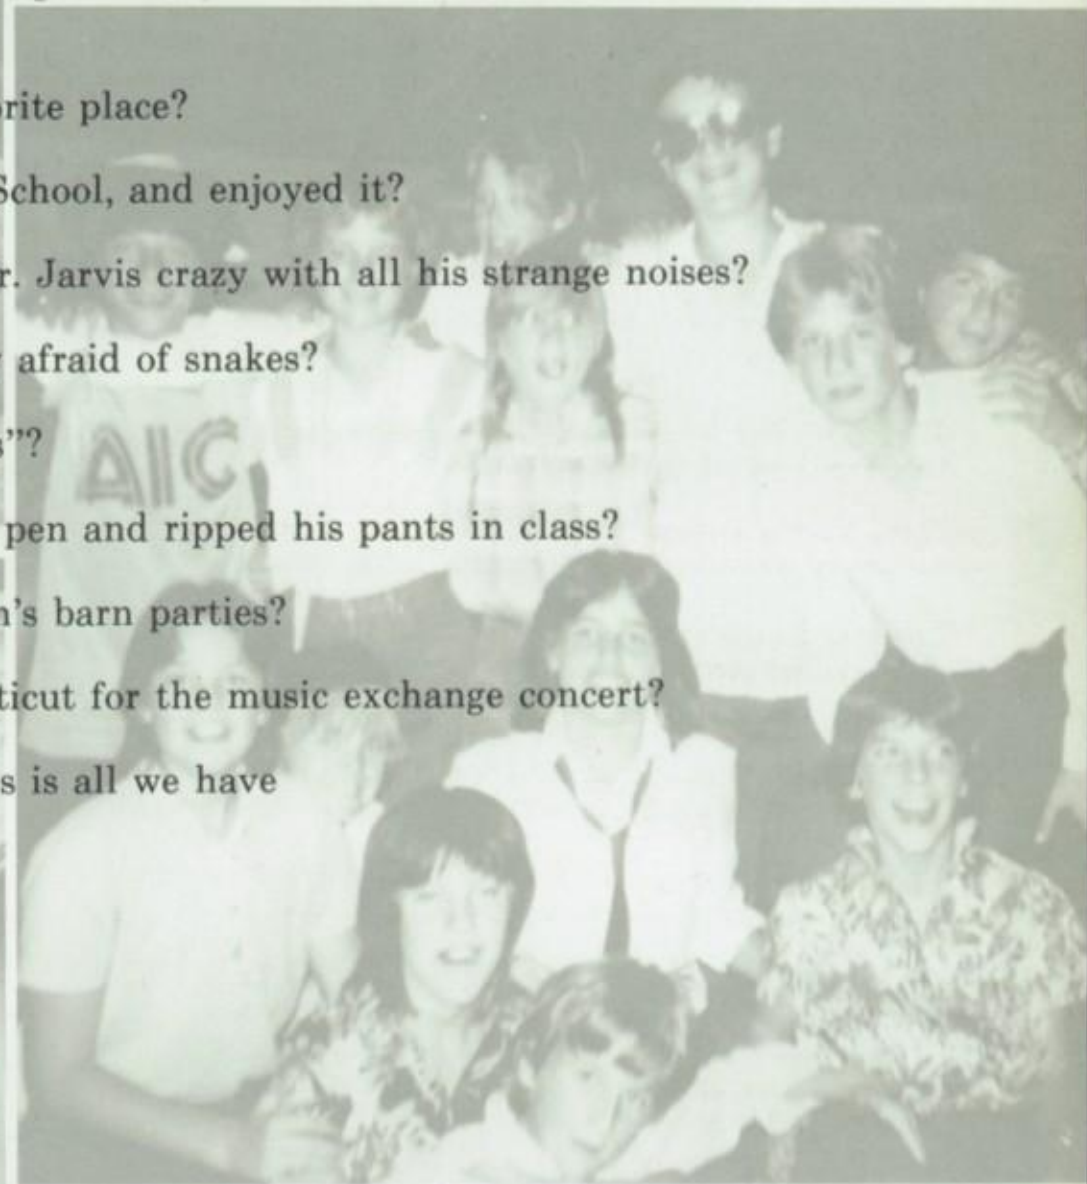 rite place?
School, and enjoyed it?
r. Jarvis crazy with all his strange noises?
afraid of snakes?
"?
AIC
pen and ripped his pants in class?
n's barn parties?
ticut for the music exchange concert?
s is all we have